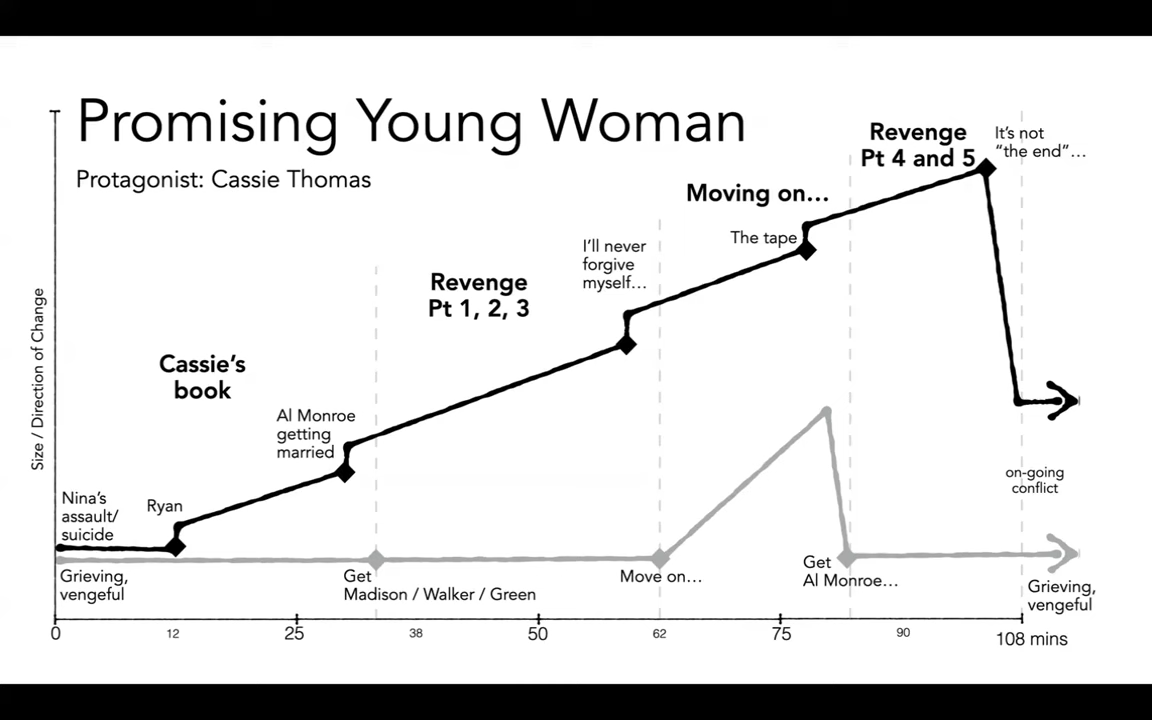 Promising Young Woman
Protagonist: Cassie Thomas
Size / Direction of Change
Revenge
Pt 4 and 5
It's not
“the end”…
Moving on…
The tape
I'll never
forgive
myself…
Revenge
Pt 1, 2, 3
Cassie's
book
Al Monroe
getting
married
Ryan
Nina's
assault/
suicide
on-going
conflict
Grieving,
vengeful
Get
Madison / Walker / Green
Move on…
Get
Al Monroe…
Grieving,
vengeful
0 12 25 38 50 62 75 90 108 mins